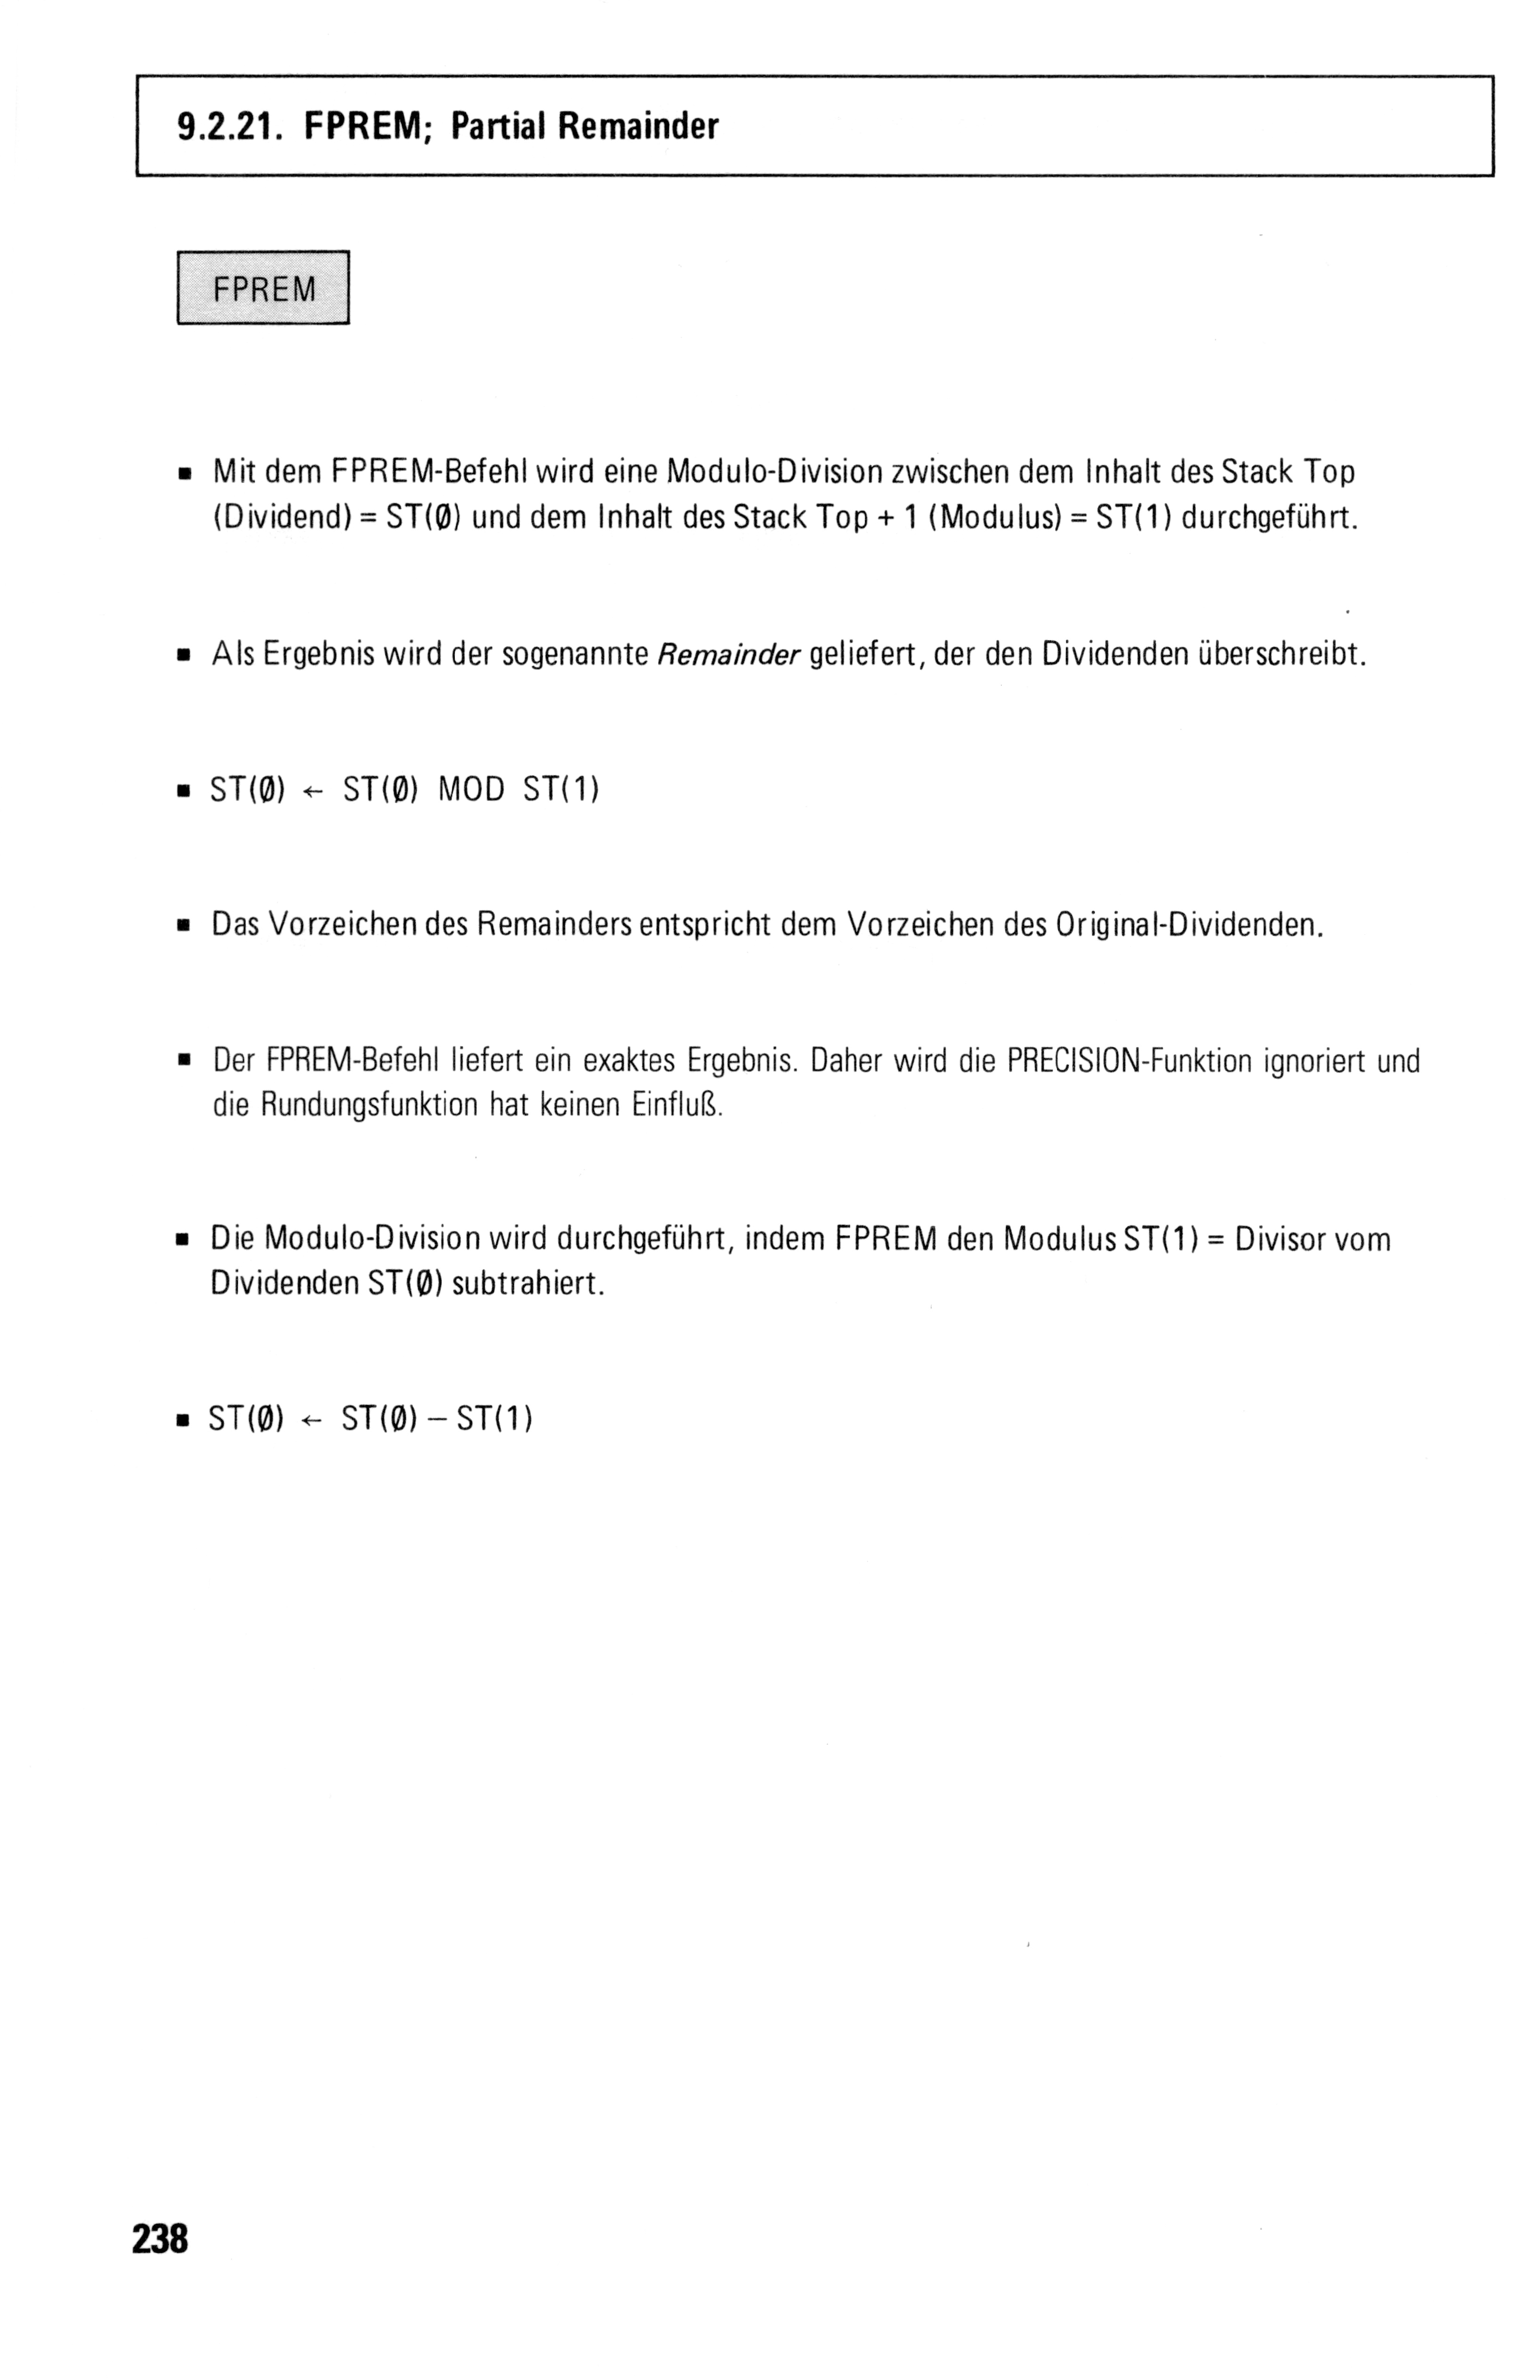 9.2.21. FPREM; Partial Remainder
FPREM
▪ Mit dem FPREM-Befehl wird eine Modulo-Division zwischen dem Inhalt des Stack Top
(Dividend) = ST(Ø) und dem Inhalt des Stack Top + 1 (Modulus) = ST(1) durchgeführt.
▪ Als Ergebnis wird der sogenannte Remainder geliefert, der den Dividenden überschreibt.
▪ ST(Ø) ← ST(Ø) MOD ST(1)
▪ Das Vorzeichen des Remainders entspricht dem Vorzeichen des Original-Dividenden.
▪ Der FPREM-Befehl liefert ein exaktes Ergebnis. Daher wird die PRECISION-Funktion ignoriert und
die Rundungsfunktion hat keinen Einfluß.
▪ Die Modulo-Division wird durchgeführt, indem FPREM den Modulus ST(1) = Divisor vom
Dividenden ST(Ø) subtrahiert.
▪ ST(Ø) ← ST(Ø) – ST(1)
238